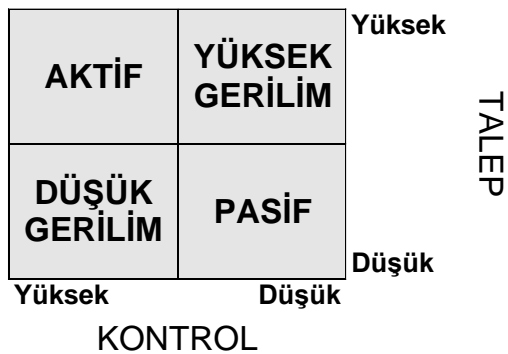 Yüksek
AKTİF
YÜKSEK
GERİLİM
TALEP
DÜŞÜK
GERİLİM
PASİF
Düşük
Yüksek
Düşük
KONTROL